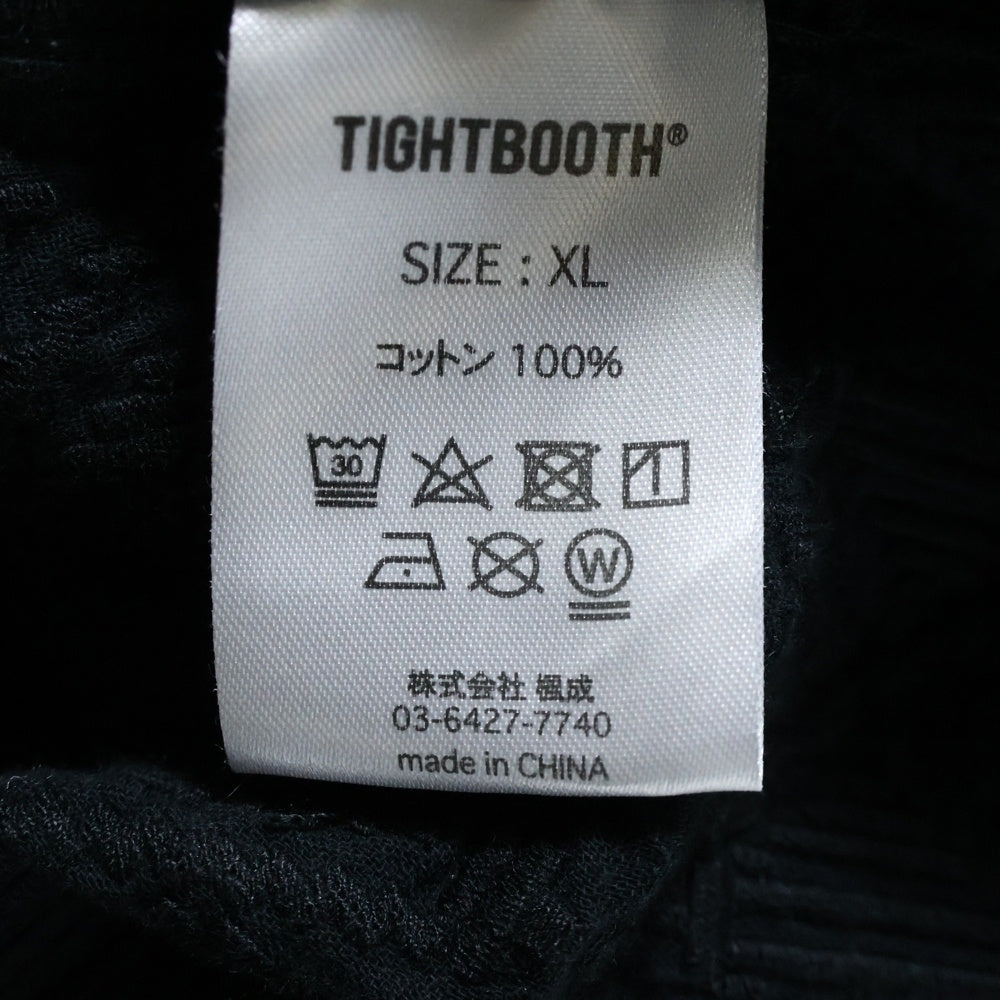 TIGHTBOOTH®
SIZE : XL
コットン 100%
30
W
株式会社 楓成
03-6427-7740
made in CHINA